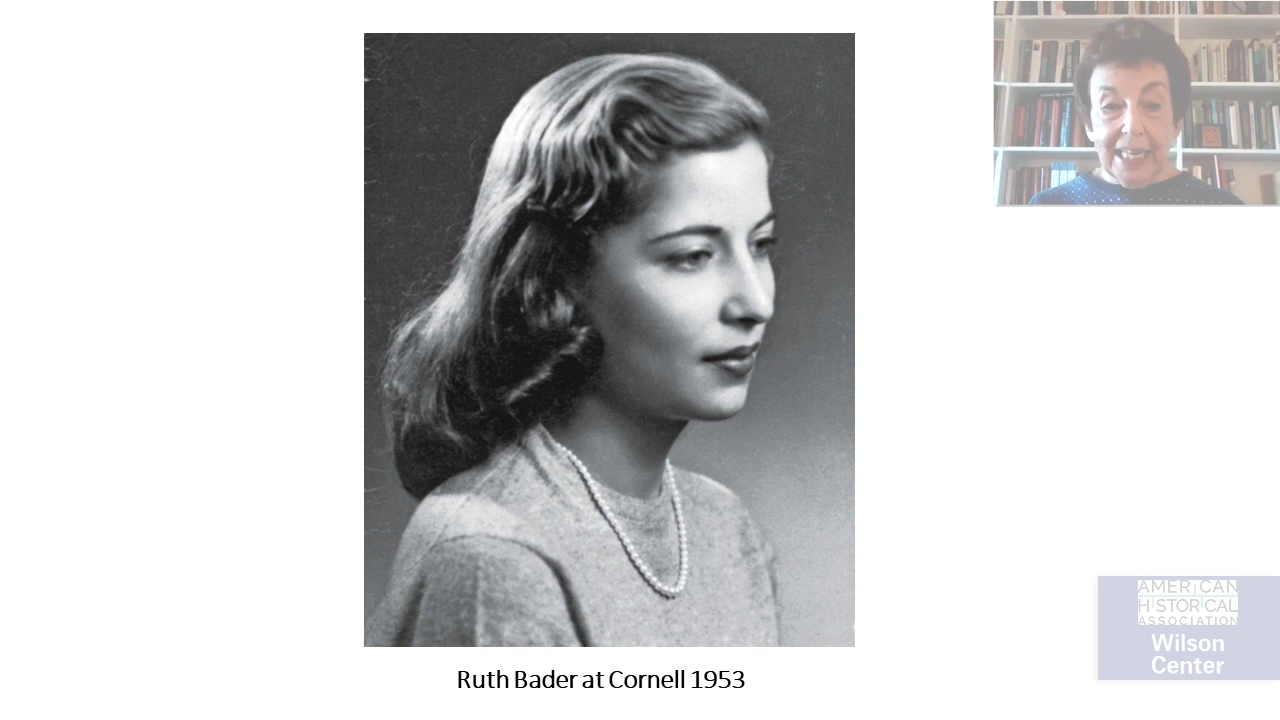 Ruth Bader at Cornell 1953
AMERICAN
HISTORICAL
ASSOCIATION
Wilson
Center